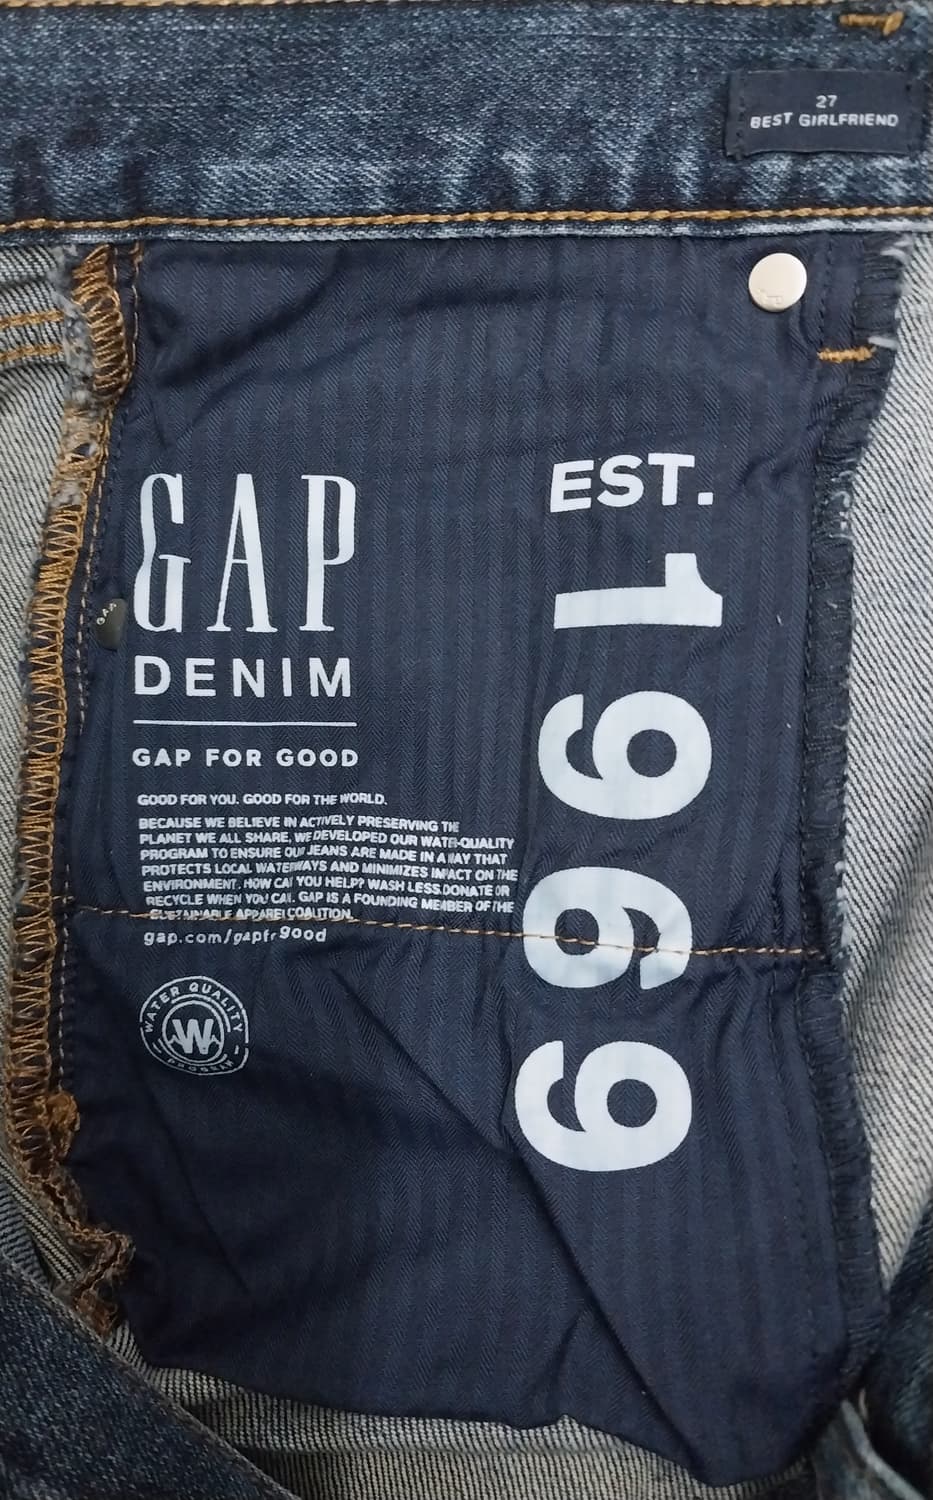 27
BEST GIRLFRIEND
EST.
1969
GAP
DENIM
GAP FOR GOOD
GOOD FOR YOU. GOOD FOR THE WORLD.
BECAUSE WE BELIEVE IN ACTIVELY PRESERVING THE
PLANET WE ALL SHARE, WE DEVELOPED OUR WATER-QUALITY
PROGRAM TO ENSURE OUR JEANS ARE MADE IN A WAY THAT
PROTECTS LOCAL WATERWAYS AND MINIMIZES IMPACT ON THE
ENVIRONMENT. HOW CAN YOU HELP? WASH LESS.DONATE OR
RECYCLE WHEN YOU CAN. GAP IS A FOUNDING MEMBER OF THE
SUSTAINABLE APPAREL COALITION.
gap.com/gapforgood
WATER QUALITY
W
PROGRAM
GAP